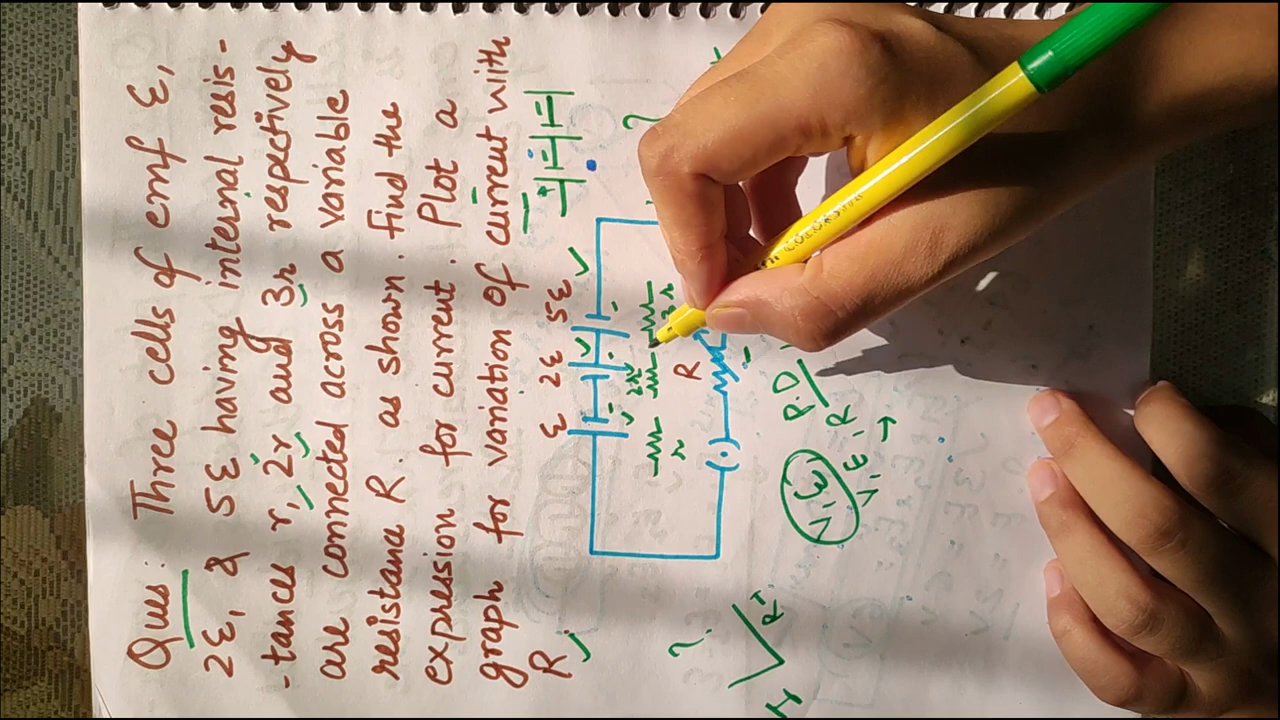 Ques: Three cells of emf ε,
2ε, & 5ε having internal resis-
-tances r, 2r and 3r respectively
are connected across a variable
resistance R. as shown. find the
expression for current. Plot a
graph for variation of current with
R.
ε 2ε 5ε
r 2r 3r
R
P.D
V, E, R
?
I